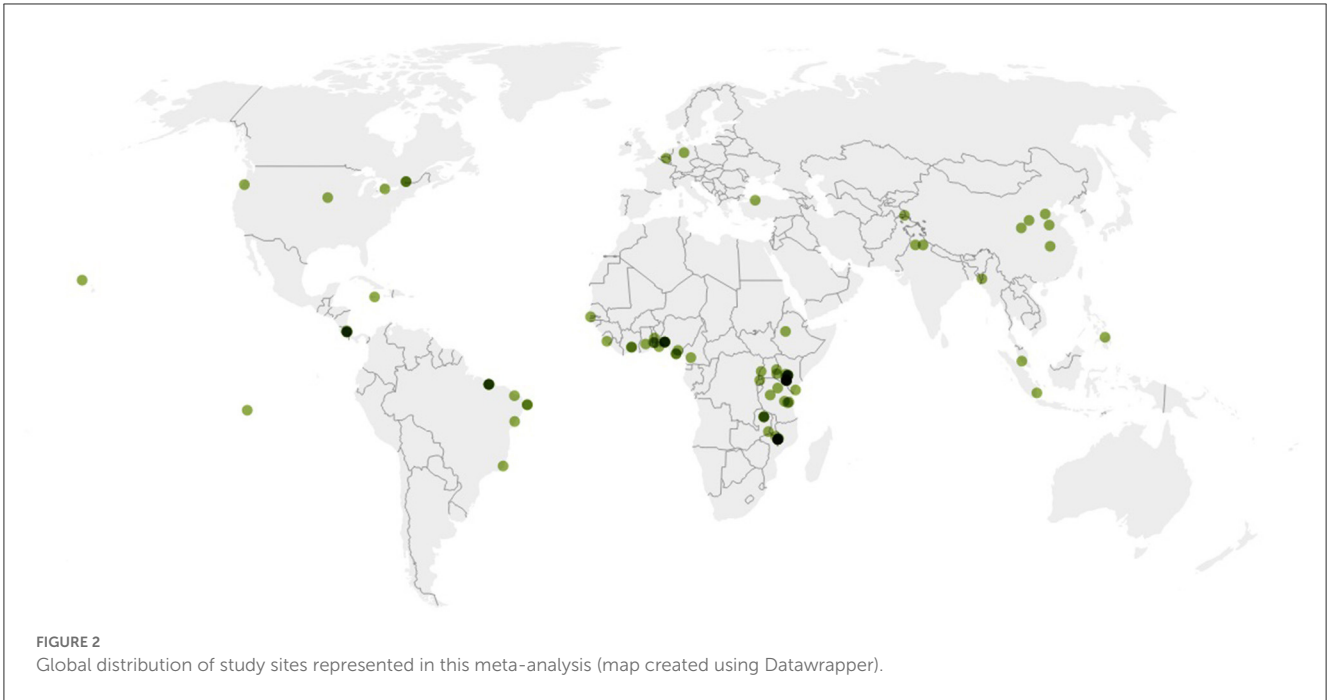 FIGURE 2
Global distribution of study sites represented in this meta-analysis (map created using Datawrapper).